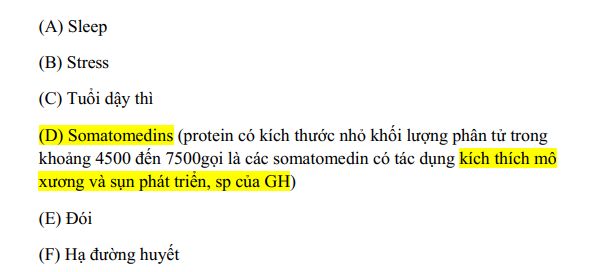 (A) Sleep
(B) Stress
(C) Tuổi dậy thì
(D) Somatomedins (protein có kích thước nhỏ khối lượng phân tử trong
khoảng 4500 đến 7500gọi là các somatomedin có tác dụng kích thích mô
xương và sụn phát triển, sp của GH)
(E) Đói
(F) Hạ đường huyết